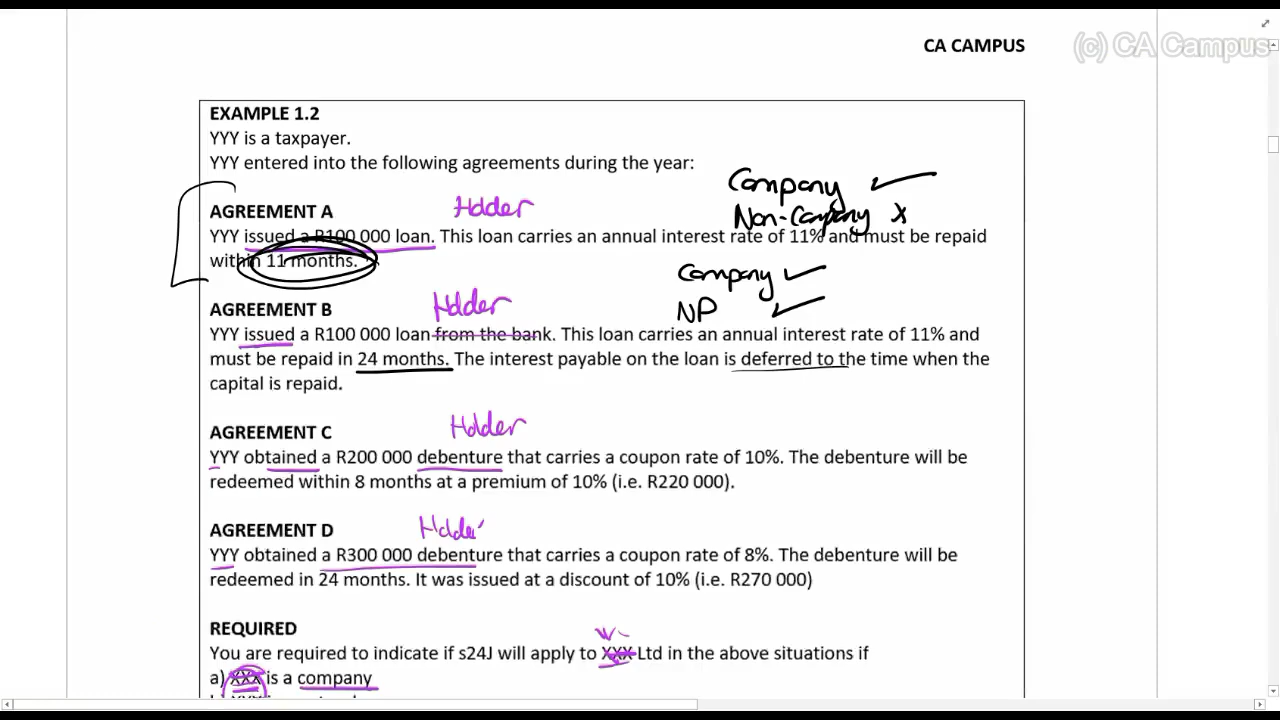 CA CAMPUS
(c) CA Campus
EXAMPLE 1.2
YYY is a taxpayer.
YYY entered into the following agreements during the year:
Company ✓
AGREEMENT A Holder
Non-Company X
YYY issued a R100 000 loan. This loan carries an annual interest rate of 11% and must be repaid
within 11 months.
Company ✓
AGREEMENT B Holder
NP ✓
YYY issued a R100 000 loan from the bank. This loan carries an annual interest rate of 11% and
must be repaid in 24 months. The interest payable on the loan is deferred to the time when the
capital is repaid.
AGREEMENT C Holder
YYY obtained a R200 000 debenture that carries a coupon rate of 10%. The debenture will be
redeemed within 8 months at a premium of 10% (i.e. R220 000).
AGREEMENT D Holder
YYY obtained a R300 000 debenture that carries a coupon rate of 8%. The debenture will be
redeemed in 24 months. It was issued at a discount of 10% (i.e. R270 000)
REQUIRED
You are required to indicate if s24J will apply to XXX Ltd in the above situations if
a) XXX is a company